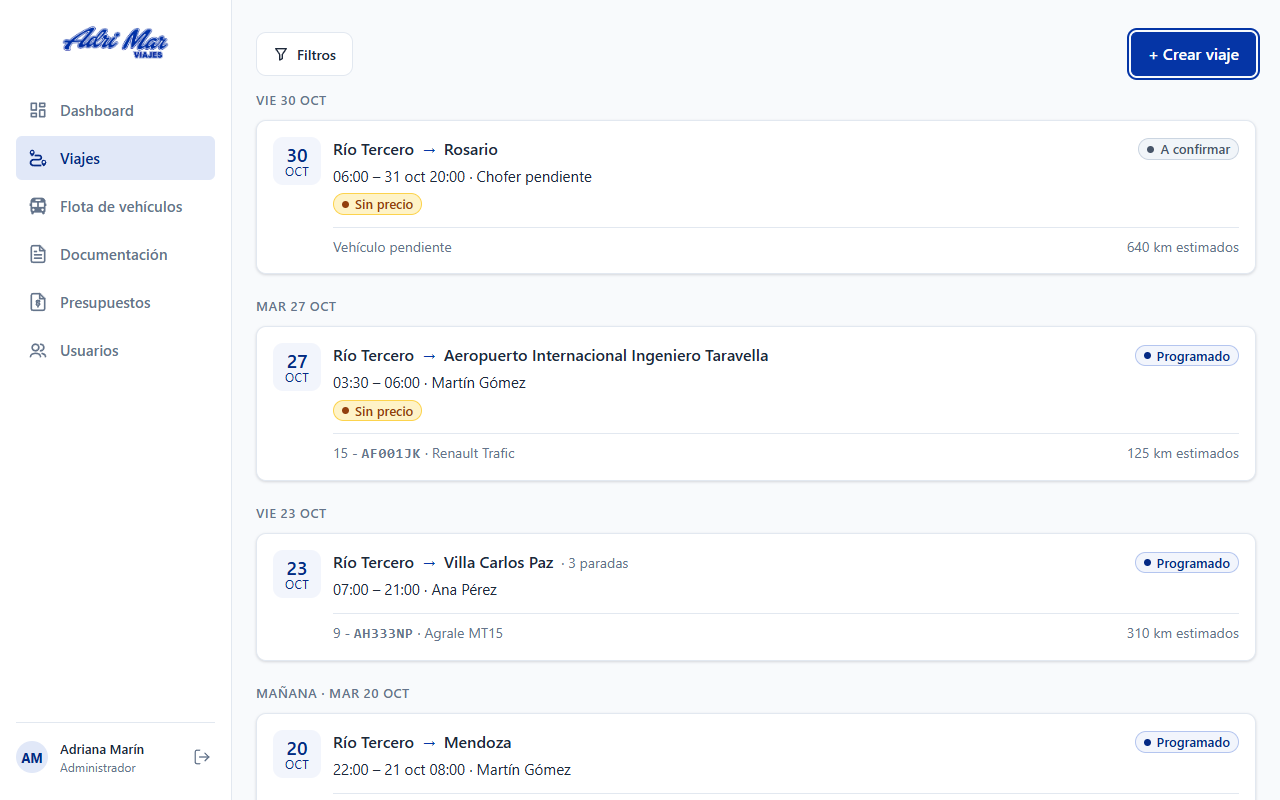 Adri Mar
VIAJES
Dashboard
Viajes
Flota de vehículos
Documentación
Presupuestos
Usuarios
AM
Adriana Marín
Administrador
Filtros
+ Crear viaje
VIE 30 OCT
30
OCT
Río Tercero → Rosario
A confirmar
06:00 – 31 oct 20:00 · Chofer pendiente
Sin precio
Vehículo pendiente
640 km estimados
MAR 27 OCT
27
OCT
Río Tercero → Aeropuerto Internacional Ingeniero Taravella
Programado
03:30 – 06:00 · Martín Gómez
Sin precio
15 - AF001JK · Renault Trafic
125 km estimados
VIE 23 OCT
23
OCT
Río Tercero → Villa Carlos Paz · 3 paradas
Programado
07:00 – 21:00 · Ana Pérez
9 - AH333NP · Agrale MT15
310 km estimados
MAÑANA · MAR 20 OCT
20
OCT
Río Tercero → Mendoza
Programado
22:00 – 21 oct 08:00 · Martín Gómez